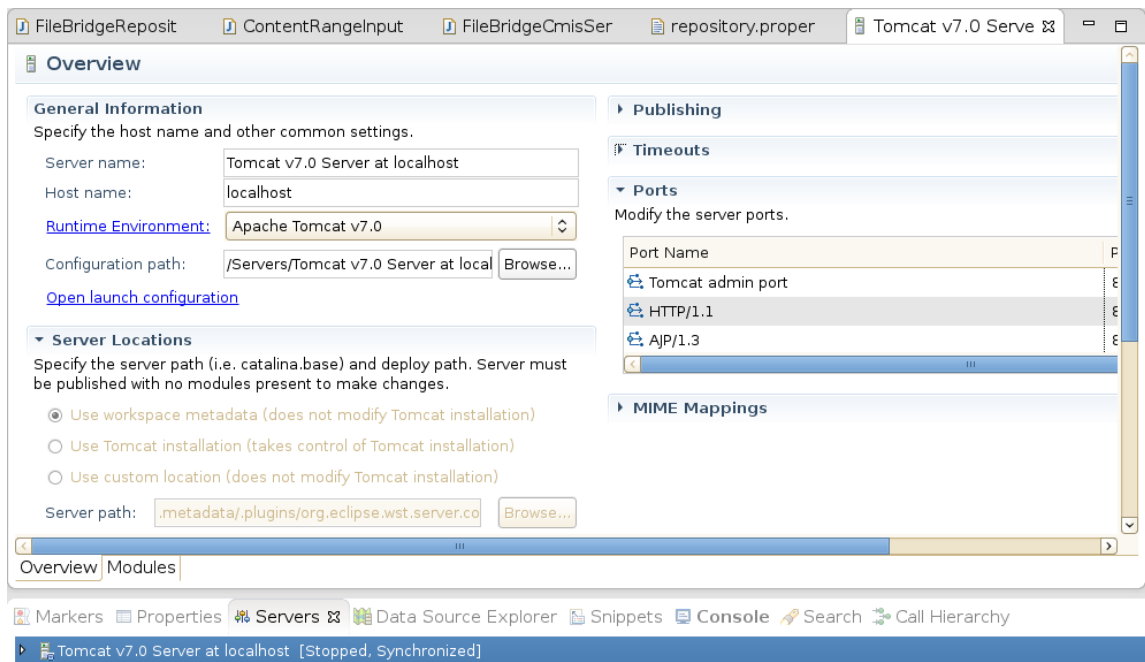 FileBridgeReposit
ContentRangeInput
FileBridgeCmisSer
repository.proper
Tomcat v7.0 Serve
Overview
General Information
Specify the host name and other common settings.
Server name: Tomcat v7.0 Server at localhost
Host name: localhost
Runtime Environment: Apache Tomcat v7.0
Configuration path: /Servers/Tomcat v7.0 Server at local Browse...
Open launch configuration
Server Locations
Specify the server path (i.e. catalina.base) and deploy path. Server must
be published with no modules present to make changes.
Use workspace metadata (does not modify Tomcat installation)
Use Tomcat installation (takes control of Tomcat installation)
Use custom location (does not modify Tomcat installation)
Server path: .metadata/.plugins/org.eclipse.wst.server.co Browse...
Publishing
Timeouts
Ports
Modify the server ports.
Port Name
Tomcat admin port
HTTP/1.1
AJP/1.3
MIME Mappings
Overview Modules
Markers Properties Servers Data Source Explorer Snippets Console Search Call Hierarchy
Tomcat v7.0 Server at localhost [Stopped, Synchronized]